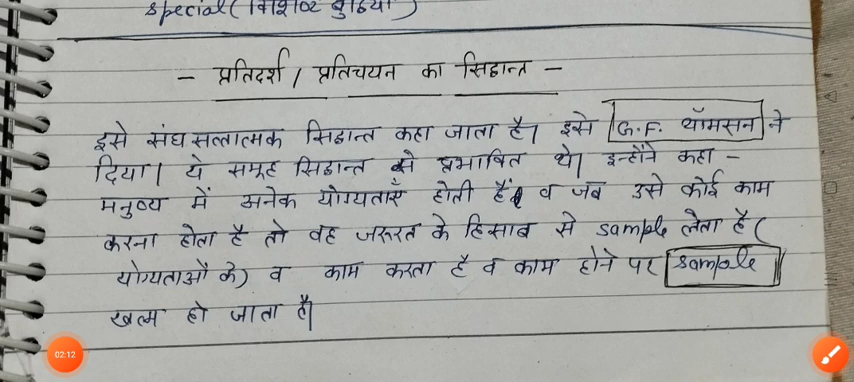 special (विशिष्ट बुद्धियाँ)
- प्रतिदर्श / प्रतिचयन का सिद्धान्त -
इसे संघसत्तात्मक सिद्धान्त कहा जाता है। इसे G.F. थॉमसन ने
दिया। ये समूह सिद्धान्त से प्रभावित थे। इन्होंने कहा -
मनुष्य में अनेक योग्यताएँ होती हैं व जब उसे कोई काम
करना होता है तो वह जरूरत के हिसाब से sample लेता है (
योग्यताओं के) व काम करता है व काम होने पर sample
खत्म हो जाता है।
02:12